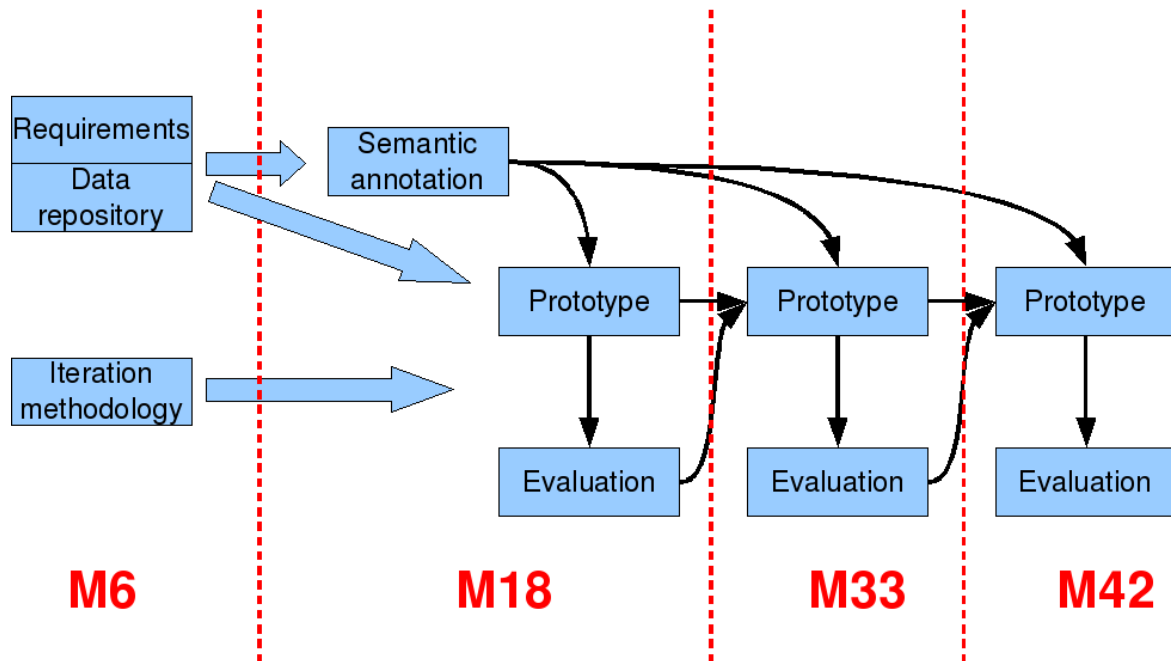 Requirements
Data
repository
Semantic
annotation
Prototype
Prototype
Prototype
Iteration
methodology
Evaluation
Evaluation
Evaluation
M6
M18
M33
M42